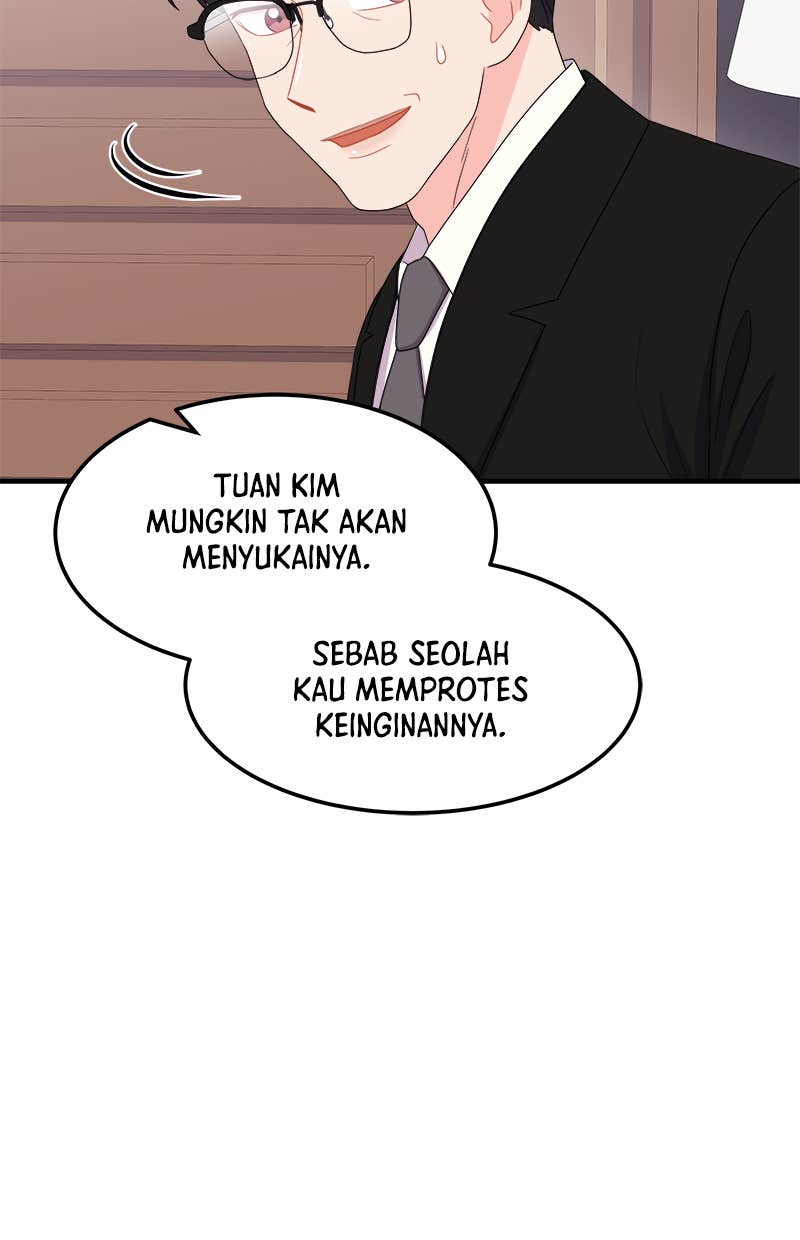 TUAN KIM
MUNGKIN TAK AKAN
MENYUKAINYA.
SEBAB SEOLAH
KAU MEMPROTES
KEINGINANNYA.